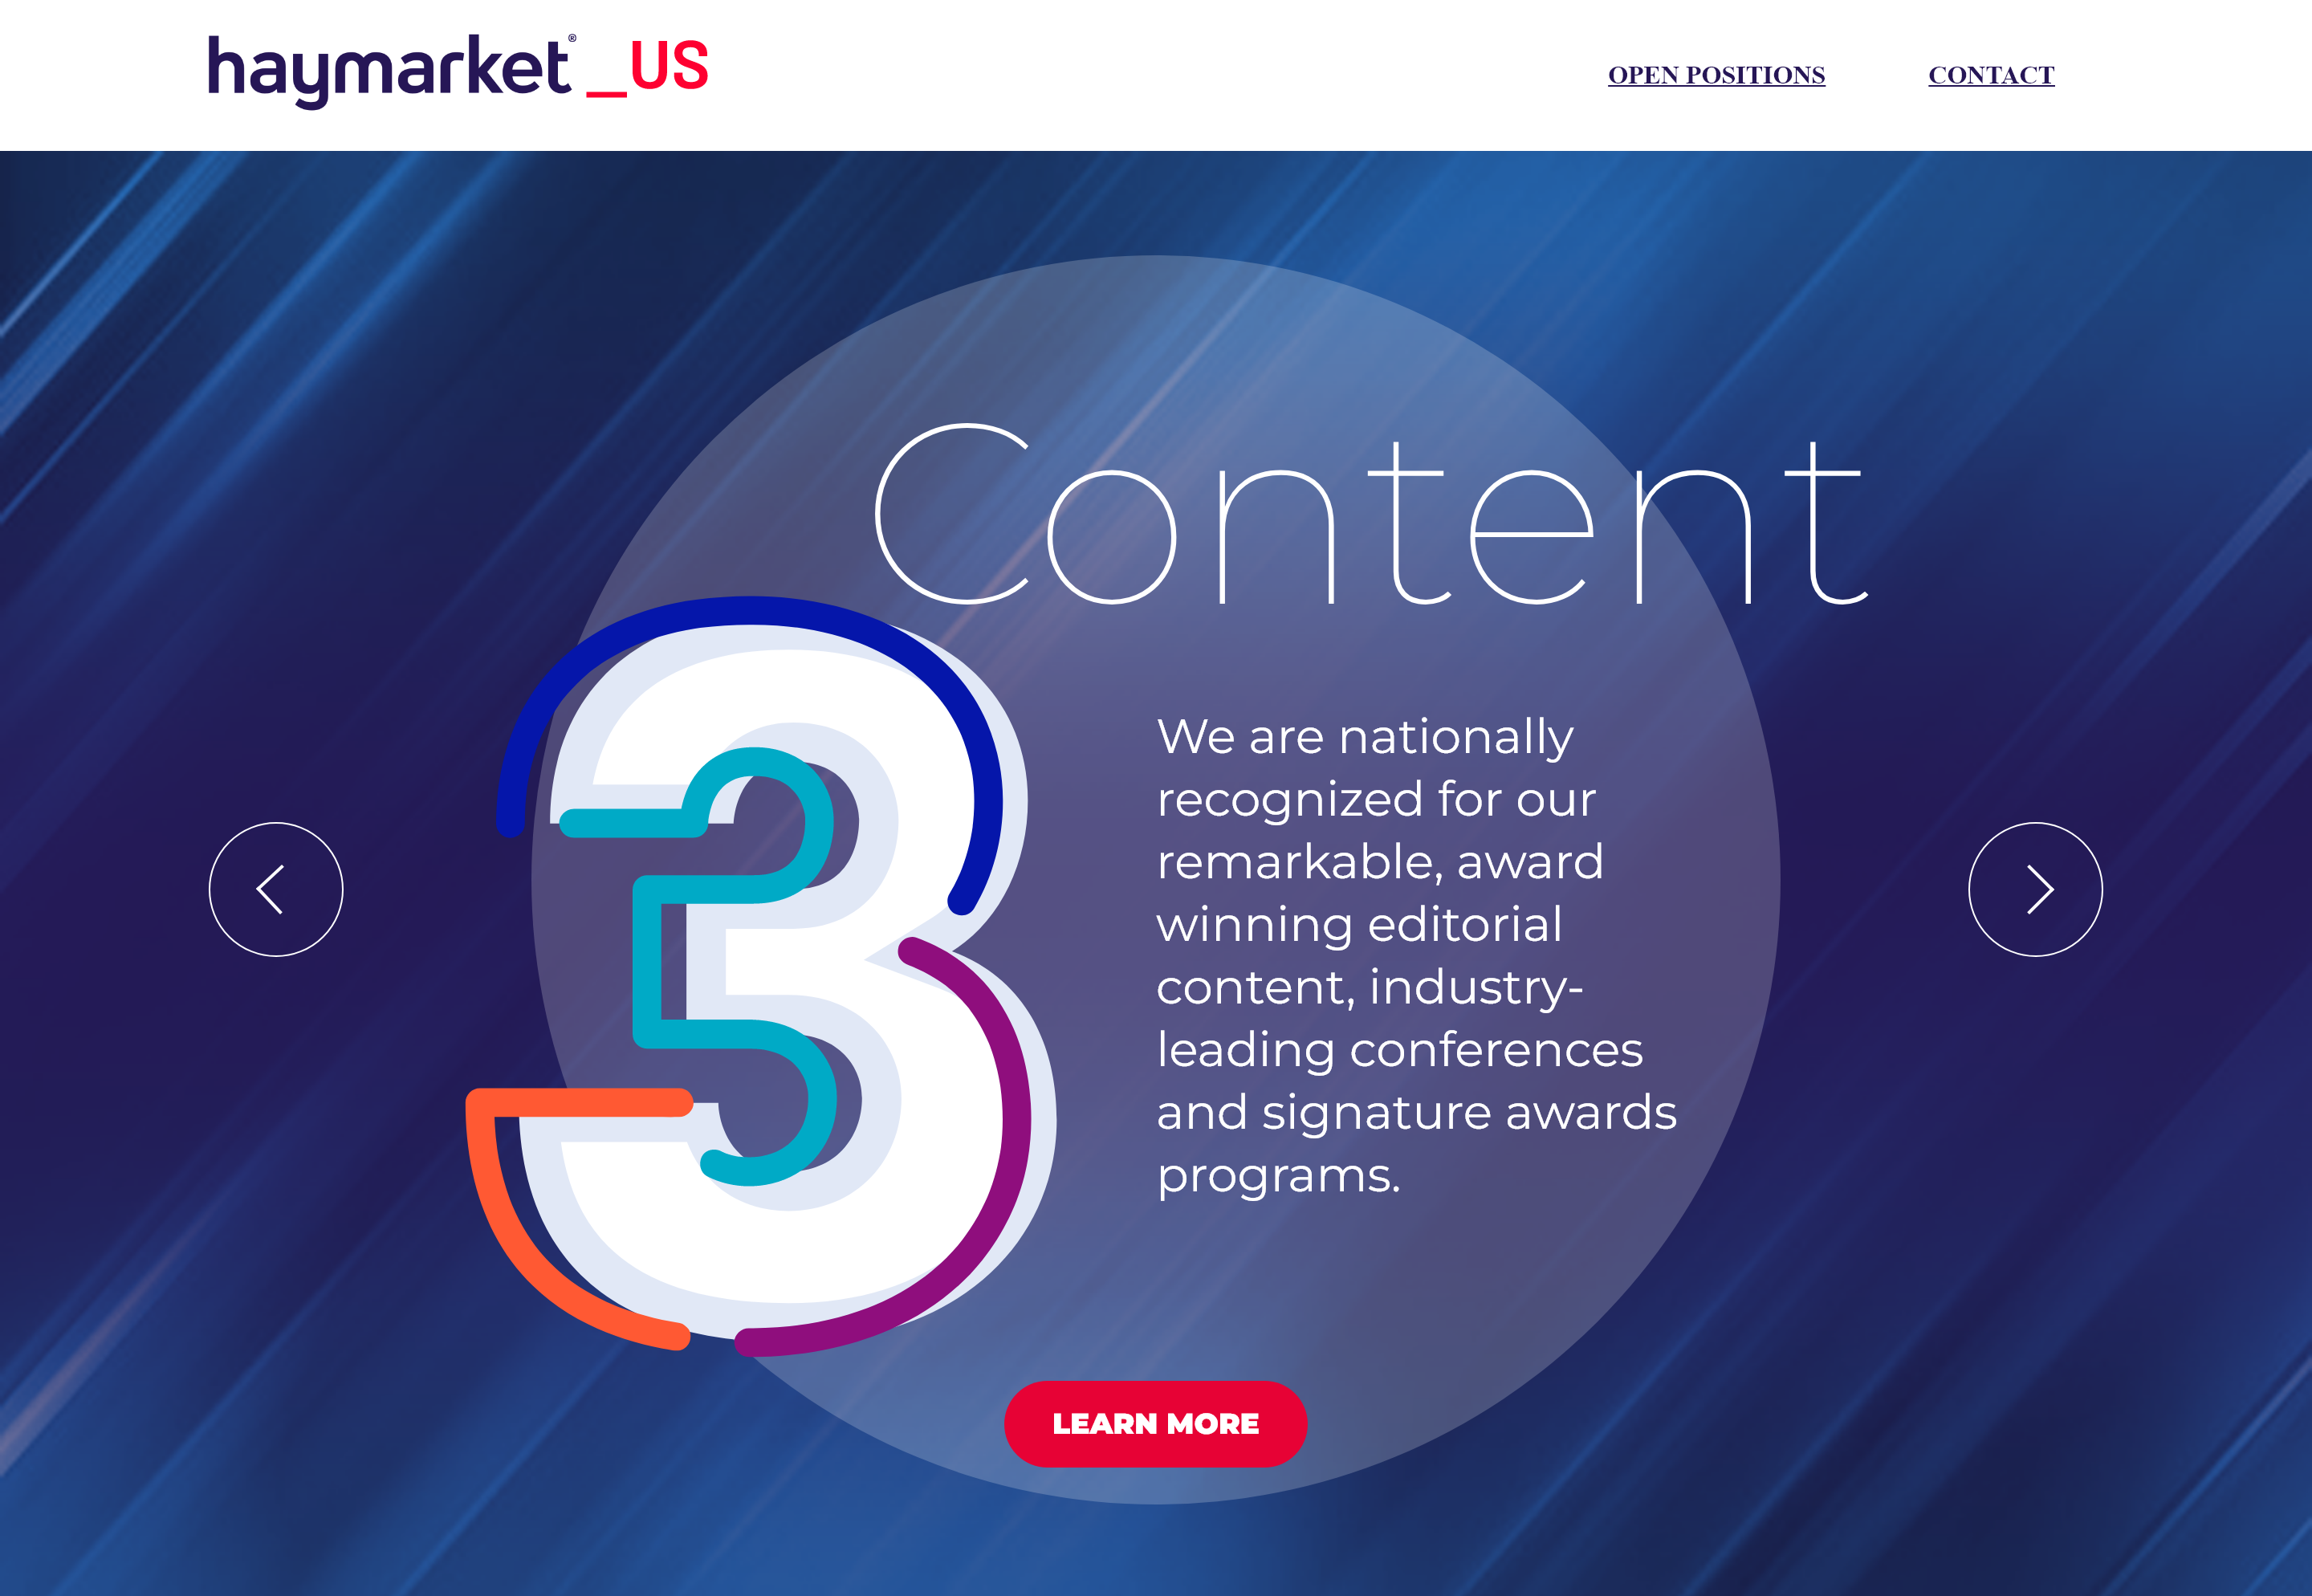 haymarket® _US
OPEN POSITIONS
CONTACT
Content
3
We are nationally
recognized for our
remarkable, award
winning editorial
content, industry-
leading conferences
and signature awards
programs.
LEARN MORE